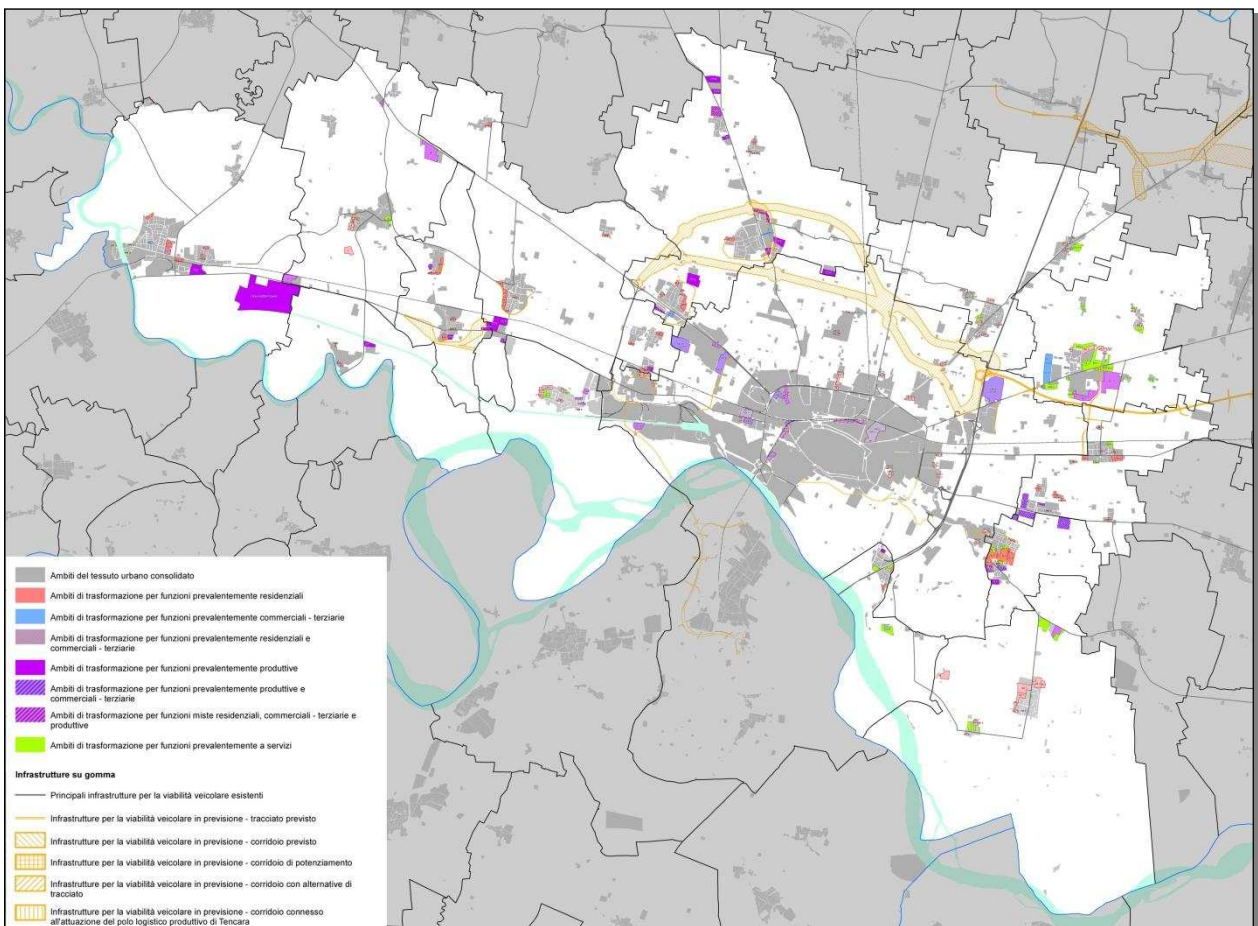 Ambiti del tessuto urbano consolidato
Ambiti di trasformazione per funzioni prevalentemente residenziali
Ambiti di trasformazione per funzioni prevalentemente commerciali - terziarie
Ambiti di trasformazione per funzioni prevalentemente residenziali e
commerciali - terziarie
Ambiti di trasformazione per funzioni prevalentemente produttive
Ambiti di trasformazione per funzioni prevalentemente produttive e
commerciali - terziarie
Ambiti di trasformazione per funzioni miste residenziali, commerciali - terziarie e
produttive
Ambiti di trasformazione per funzioni prevalentemente a servizi
Infrastrutture su gomma
Principali infrastrutture per la viabilità veicolare esistenti
Infrastrutture per la viabilità veicolare in previsione - tracciato previsto
Infrastrutture per la viabilità veicolare in previsione - corridoio previsto
Infrastrutture per la viabilità veicolare in previsione - corridoio di potenziamento
Infrastrutture per la viabilità veicolare in previsione - corridoio con alternative di
tracciato
Infrastrutture per la viabilità veicolare in previsione - corridoio connesso
all'attuazione del polo logistico produttivo di Tencara